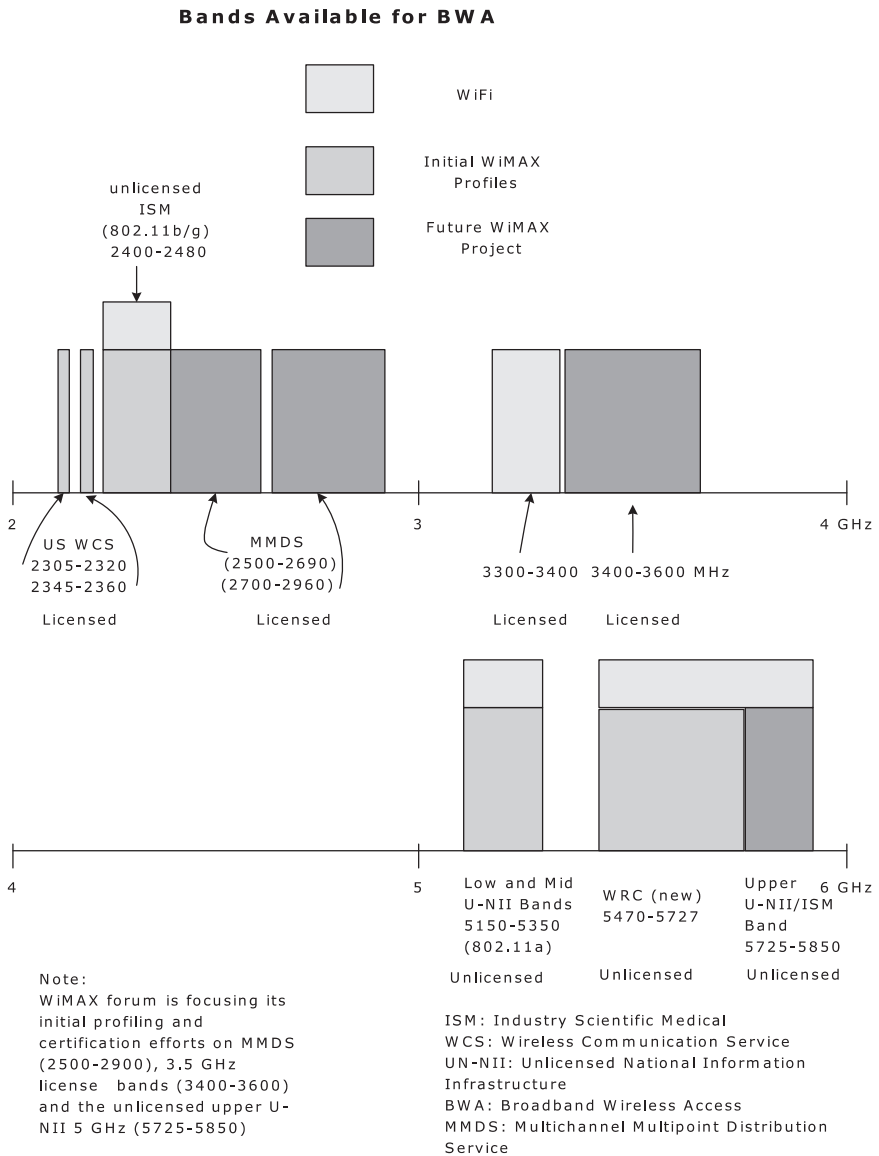 Bands Available for BWA
WiFi
Initial WiMAX
Profiles
Future WiMAX
Project
unlicensed
ISM
(802.11b/g)
2400-2480
2
3
4 GHz
US WCS
2305-2320
2345-2360
Licensed
MMDS
(2500-2690)
(2700-2960)
Licensed
3300-3400
Licensed
3400-3600 MHz
Licensed
4
5
6 GHz
Low and Mid
U-NII Bands
5150-5350
(802.11a)
Unlicensed
WRC (new)
5470-5727
Unlicensed
Upper
U-NII/ISM
Band
5725-5850
Unlicensed
Note:
WiMAX forum is focusing its
initial profiling and
certification efforts on MMDS
(2500-2900), 3.5 GHz
license bands (3400-3600)
and the unlicensed upper U-
NII 5 GHz (5725-5850)
ISM: Industry Scientific Medical
WCS: Wireless Communication Service
UN-NII: Unlicensed National Information
Infrastructure
BWA: Broadband Wireless Access
MMDS: Multichannel Multipoint Distribution
Service